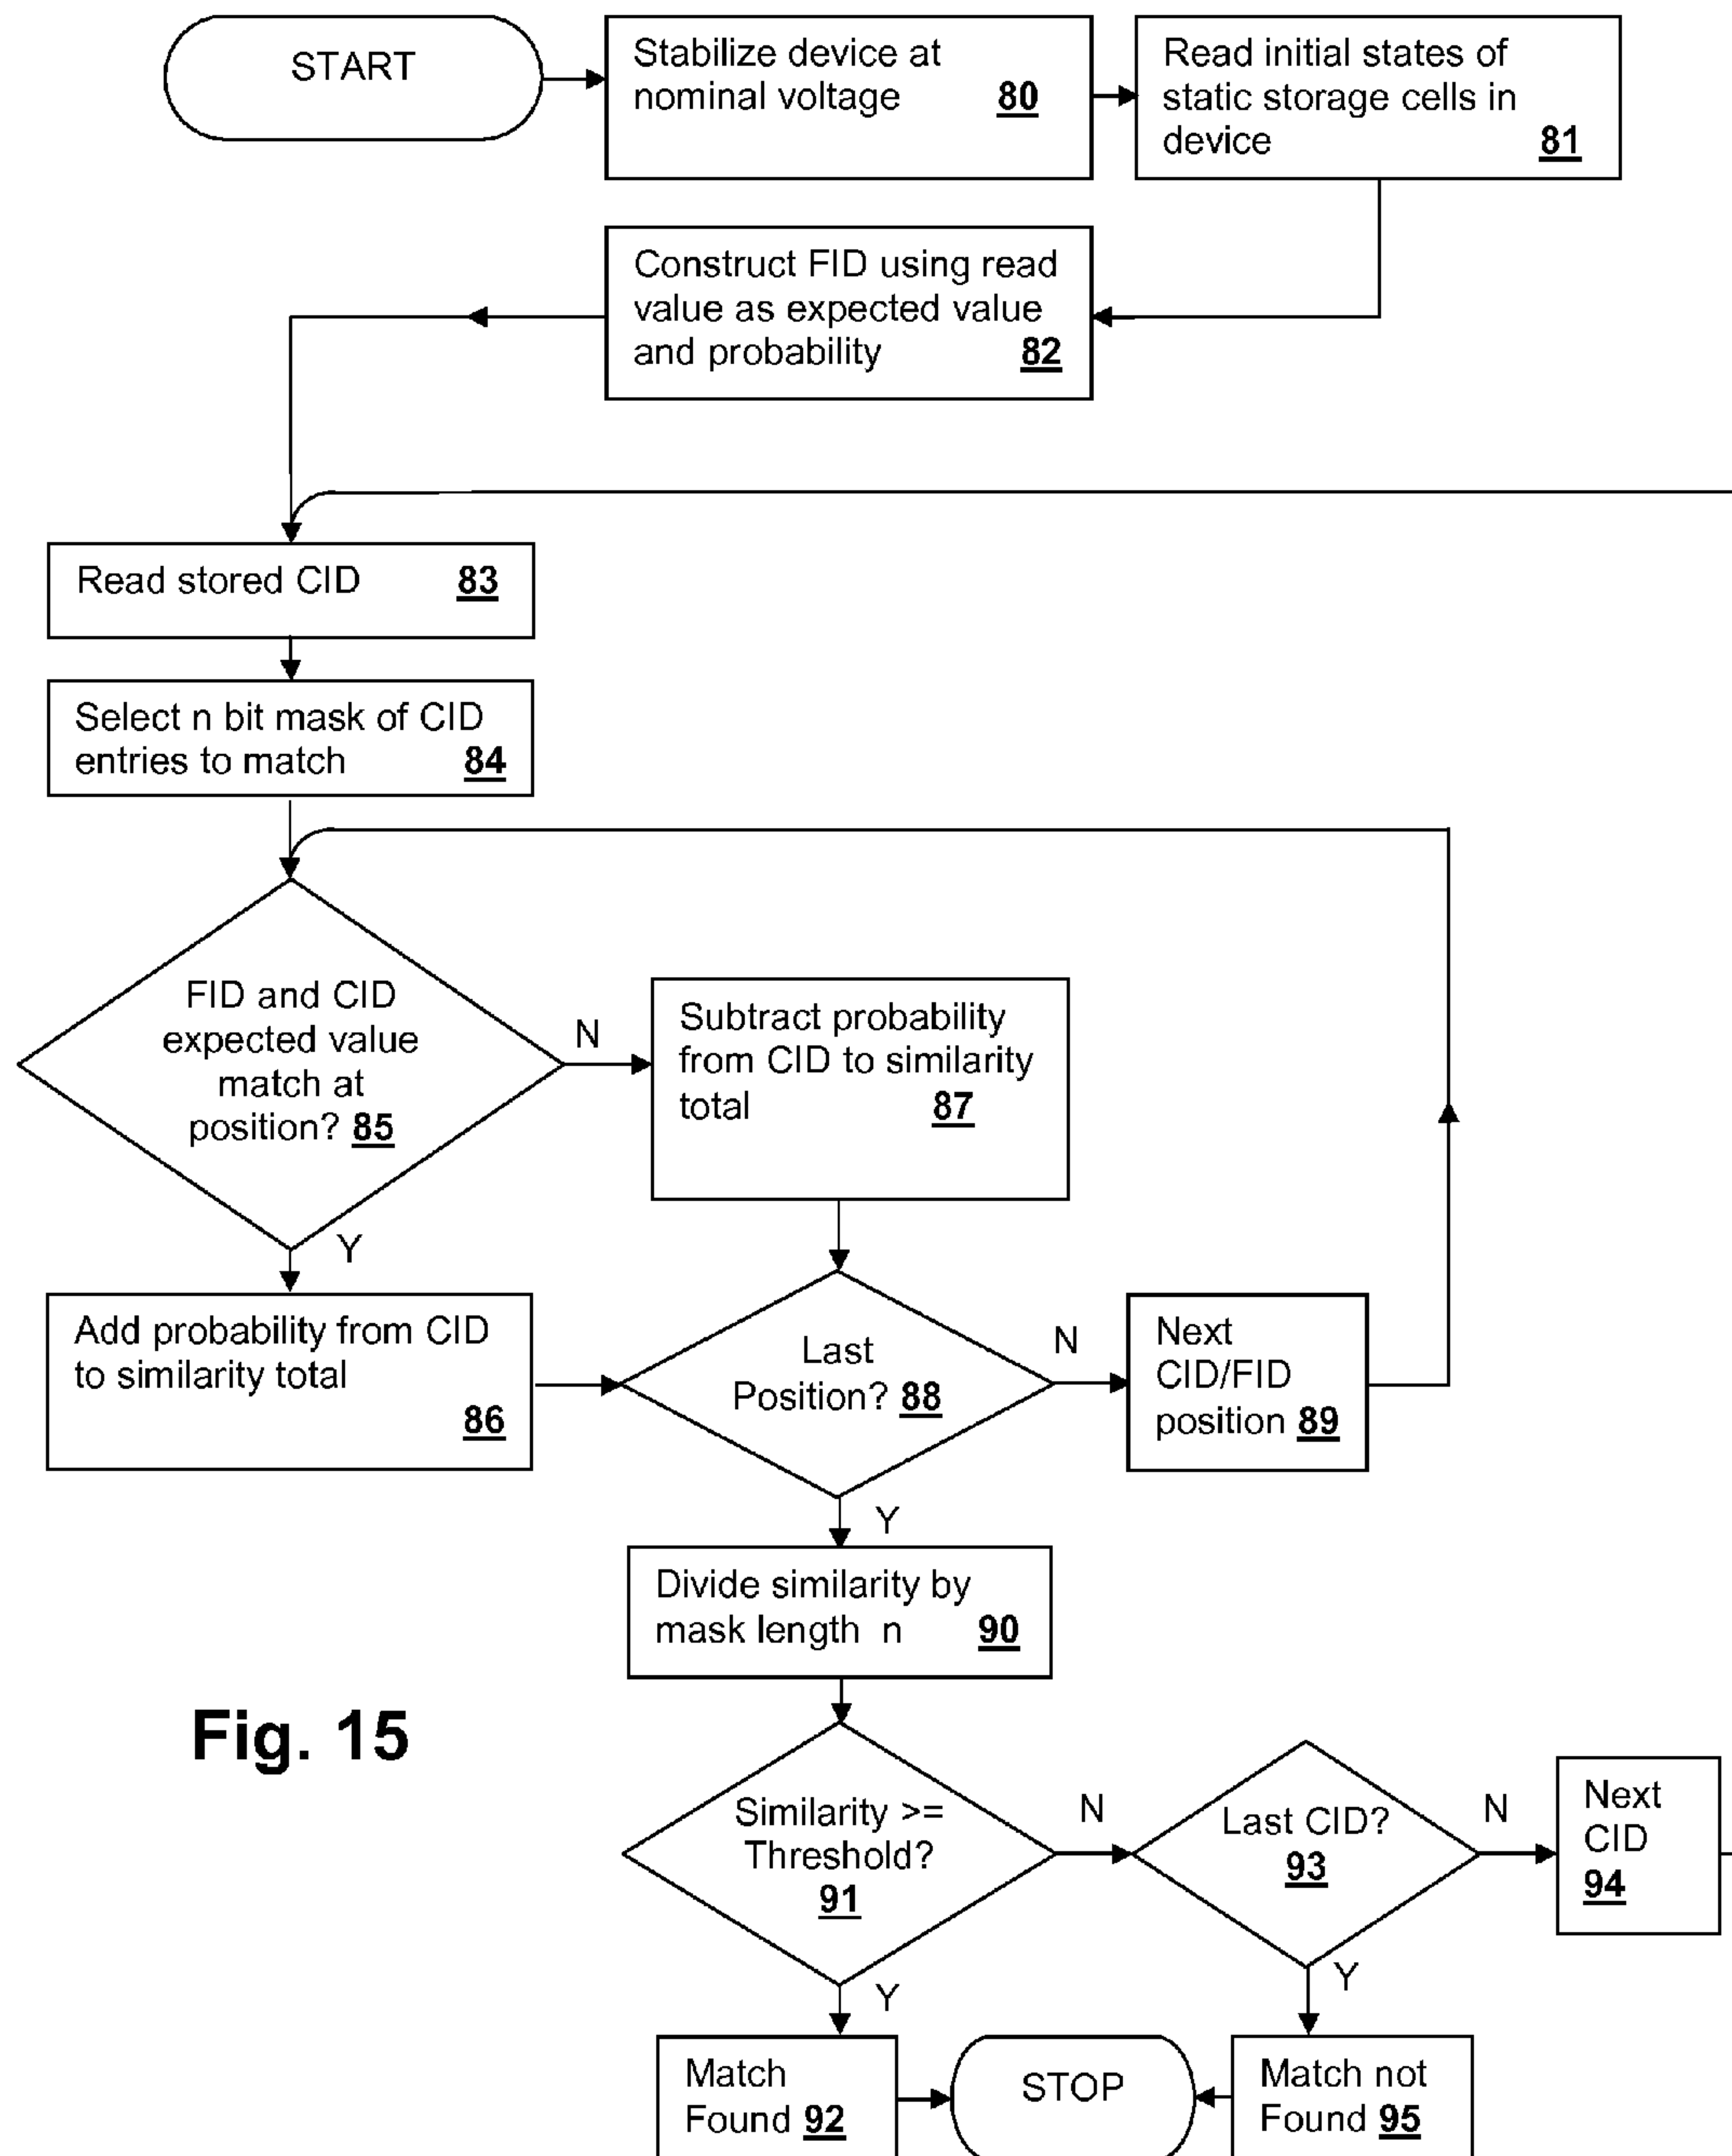 START
Stabilize device at
nominal voltage 80
Read initial states of
static storage cells in
device 81
Construct FID using read
value as expected value
and probability 82
Read stored CID 83
Select n bit mask of CID
entries to match 84
FID and CID
expected value
match at
position? 85
N
Subtract probability
from CID to similarity
total 87
Y
Add probability from CID
to similarity total
86
Last
Position? 88
N
Next
CID/FID
position 89
Y
Divide similarity by
mask length n 90
Fig. 15
Similarity >=
Threshold?
91
N
Last CID?
93
N
Next
CID
94
Y
Y
Match
Found 92
STOP
Match not
Found 95